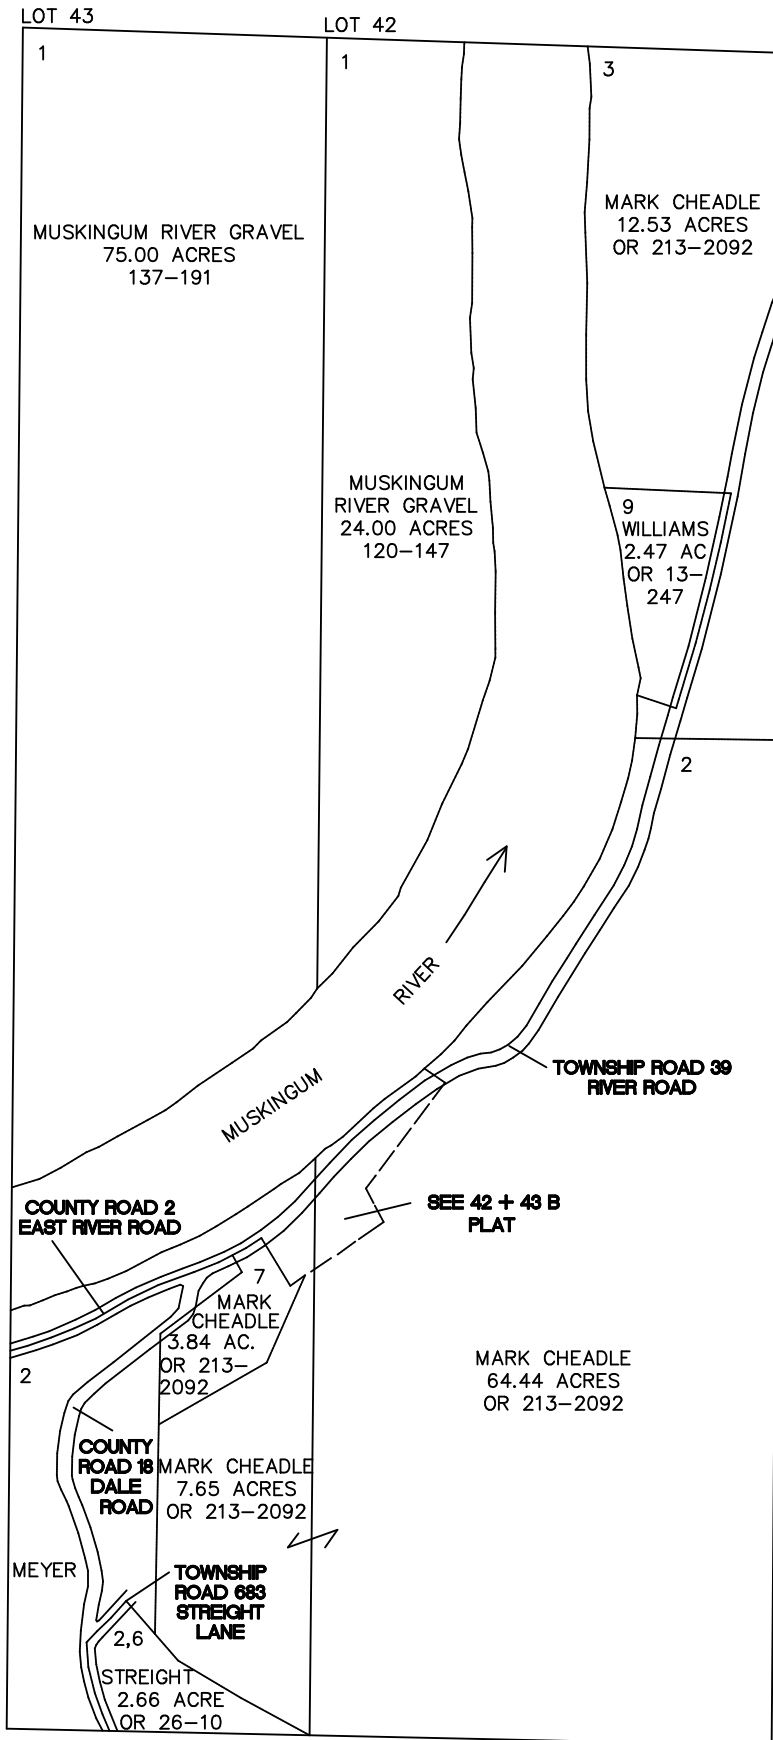 LOT 43
LOT 42
1
1
3
MUSKINGUM RIVER GRAVEL
75.00 ACRES
137-191
MARK CHEADLE
12.53 ACRES
OR 213-2092
MUSKINGUM
RIVER GRAVEL
24.00 ACRES
120-147
9
WILLIAMS
2.47 AC
OR 13-
247
2
RIVER
MUSKINGUM
TOWNSHIP ROAD 39
RIVER ROAD
COUNTY ROAD 2
EAST RIVER ROAD
SEE 42 + 43 B
PLAT
7
MARK
CHEADLE
3.84 AC.
OR 213-
2092
2
MARK CHEADLE
64.44 ACRES
OR 213-2092
COUNTY
ROAD 18
DALE
ROAD
MARK CHEADLE
7.65 ACRES
OR 213-2092
MEYER
TOWNSHIP
ROAD 683
STREIGHT
LANE
2,6
STREIGHT
2.66 ACRE
OR 26-10